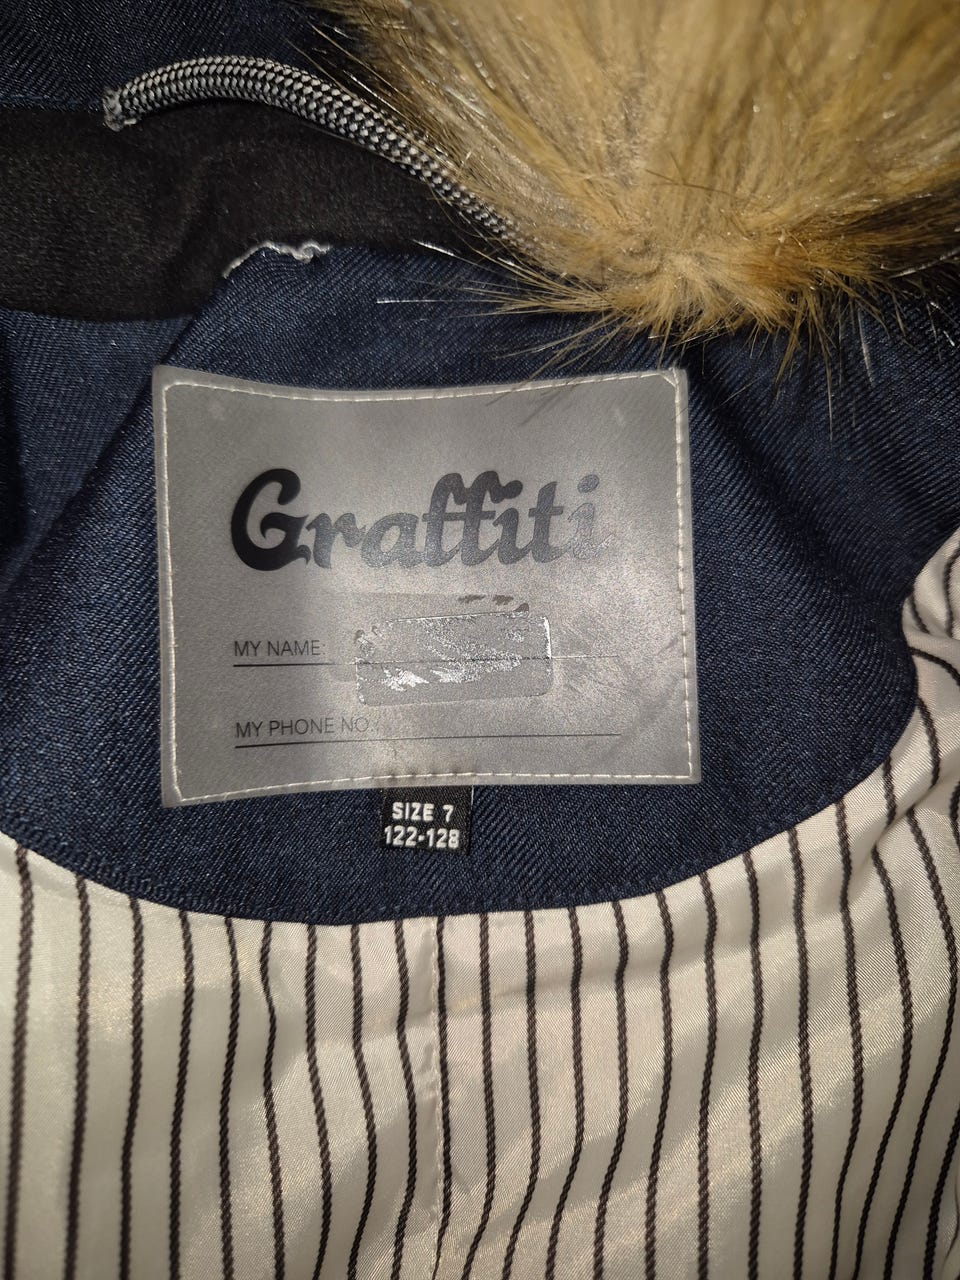 Graffiti
MY NAME:
MY PHONE NO.:
SIZE 7
122-128